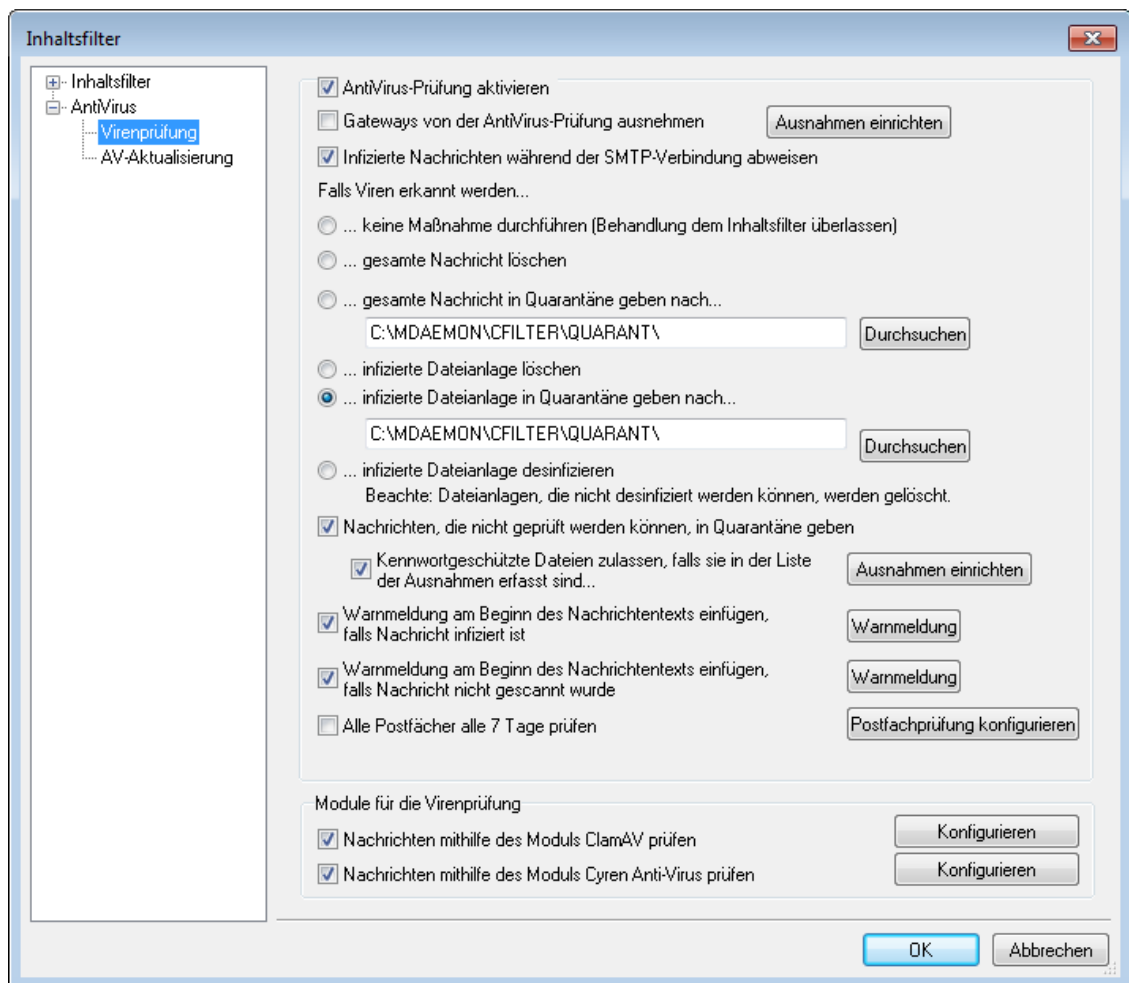 Inhaltsfilter
Inhaltsfilter
AntiVirus
Virenprüfung
AV-Aktualisierung
AntiVirus-Prüfung aktivieren
Gateways von der AntiVirus-Prüfung ausnehmen
Ausnahmen einrichten
Infizierte Nachrichten während der SMTP-Verbindung abweisen
Falls Viren erkannt werden...
... keine Maßnahme durchführen (Behandlung dem Inhaltsfilter überlassen)
... gesamte Nachricht löschen
... gesamte Nachricht in Quarantäne geben nach...
C:\MDAEMON\CFILTER\QUARANT\
Durchsuchen
... infizierte Dateianlage löschen
... infizierte Dateianlage in Quarantäne geben nach...
C:\MDAEMON\CFILTER\QUARANT\
Durchsuchen
... infizierte Dateianlage desinfizieren
Beachte: Dateianlagen, die nicht desinfiziert werden können, werden gelöscht.
Nachrichten, die nicht geprüft werden können, in Quarantäne geben
Kennwortgeschützte Dateien zulassen, falls sie in der Liste
der Ausnahmen erfasst sind...
Ausnahmen einrichten
Warnmeldung am Beginn des Nachrichtentexts einfügen,
falls Nachricht infiziert ist
Warnmeldung
Warnmeldung am Beginn des Nachrichtentexts einfügen,
falls Nachricht nicht gescannt wurde
Warnmeldung
Alle Postfächer alle 7 Tage prüfen
Postfachprüfung konfigurieren
Module für die Virenprüfung
Nachrichten mithilfe des Moduls ClamAV prüfen
Konfigurieren
Nachrichten mithilfe des Moduls Cyren Anti-Virus prüfen
Konfigurieren
OK
Abbrechen